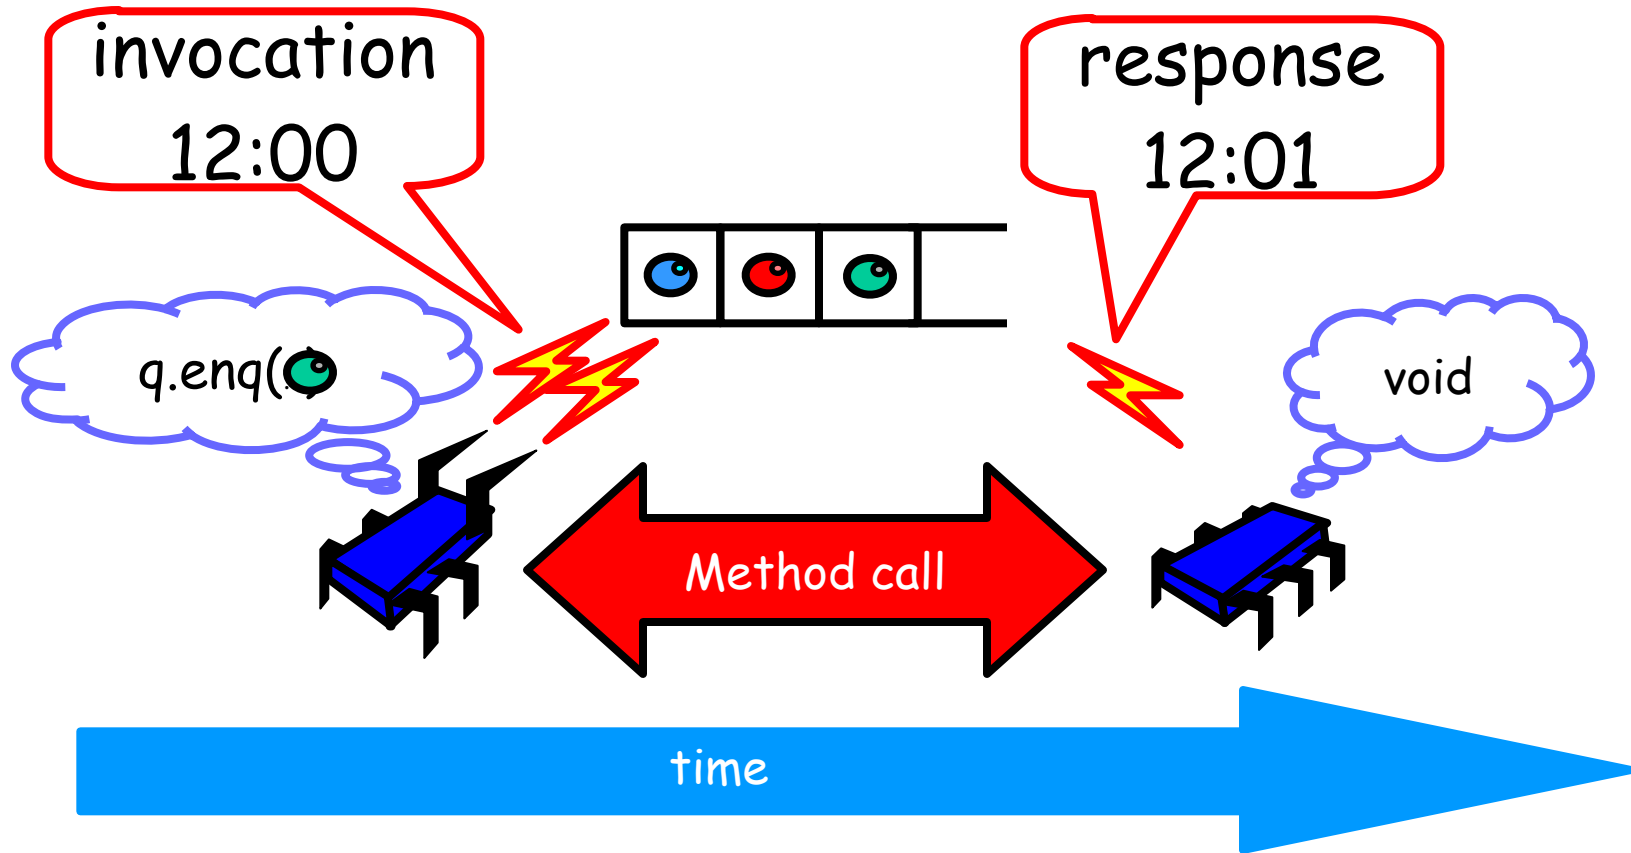 invocation
12:00
response
12:01
q.enq( )
void
Method call
time